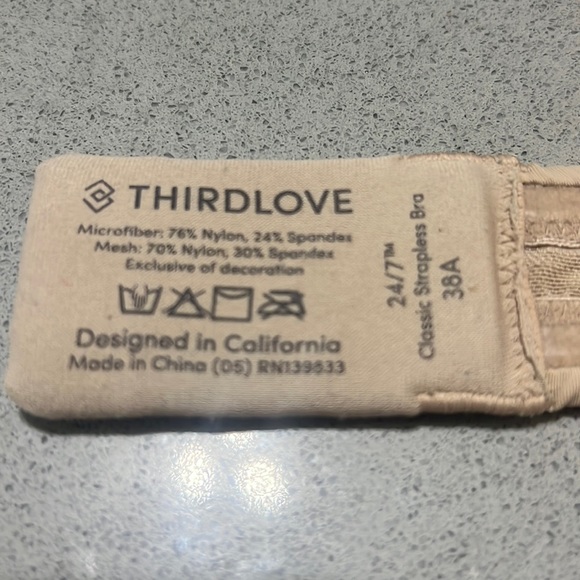 THIRDLOVE
Microfiber: 76% Nylon, 24% Spandex
Mesh: 70% Nylon, 30% Spandex
Exclusive of decoration
Designed in California
Made in China (05) RN139833
24/7™
Classic Strapless Bra
38A